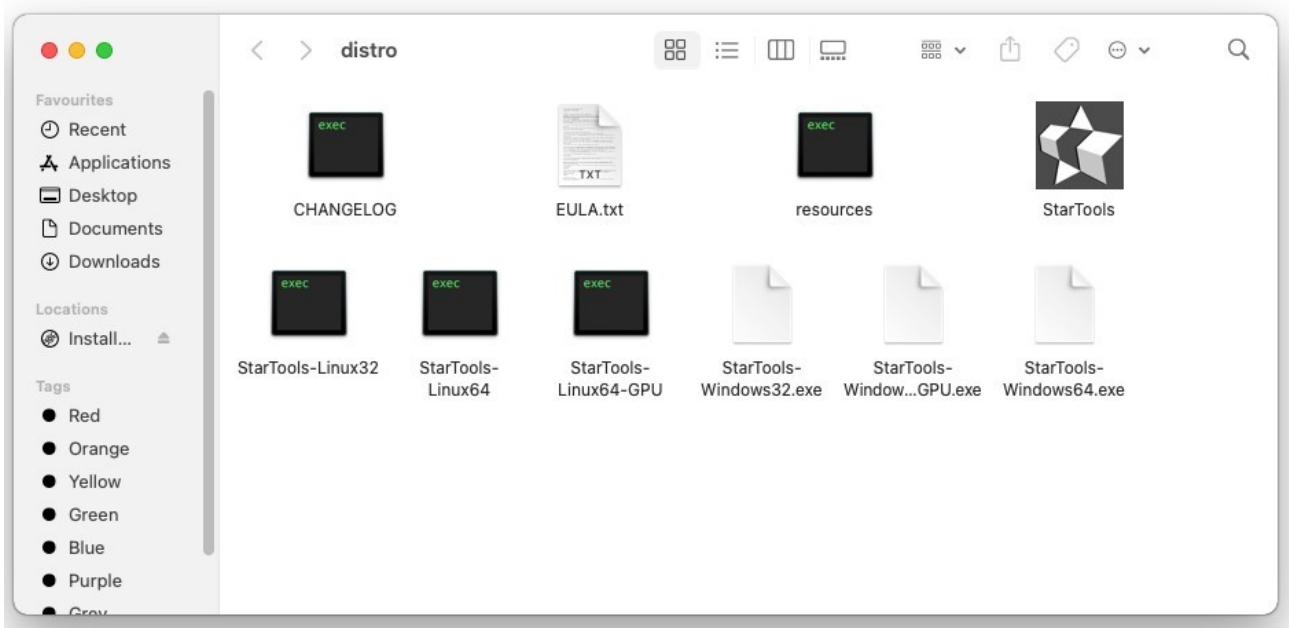 distro
Favourites
Recent
Applications
Desktop
Documents
Downloads
Locations
Install...
Tags
Red
Orange
Yellow
Green
Blue
Purple
Grey
exec
CHANGELOG
TXT
EULA.txt
exec
resources
StarTools
exec
StarTools-Linux32
exec
StarTools-
Linux64
exec
StarTools-
Linux64-GPU
StarTools-
Windows32.exe
StarTools-
Window...GPU.exe
StarTools-
Windows64.exe